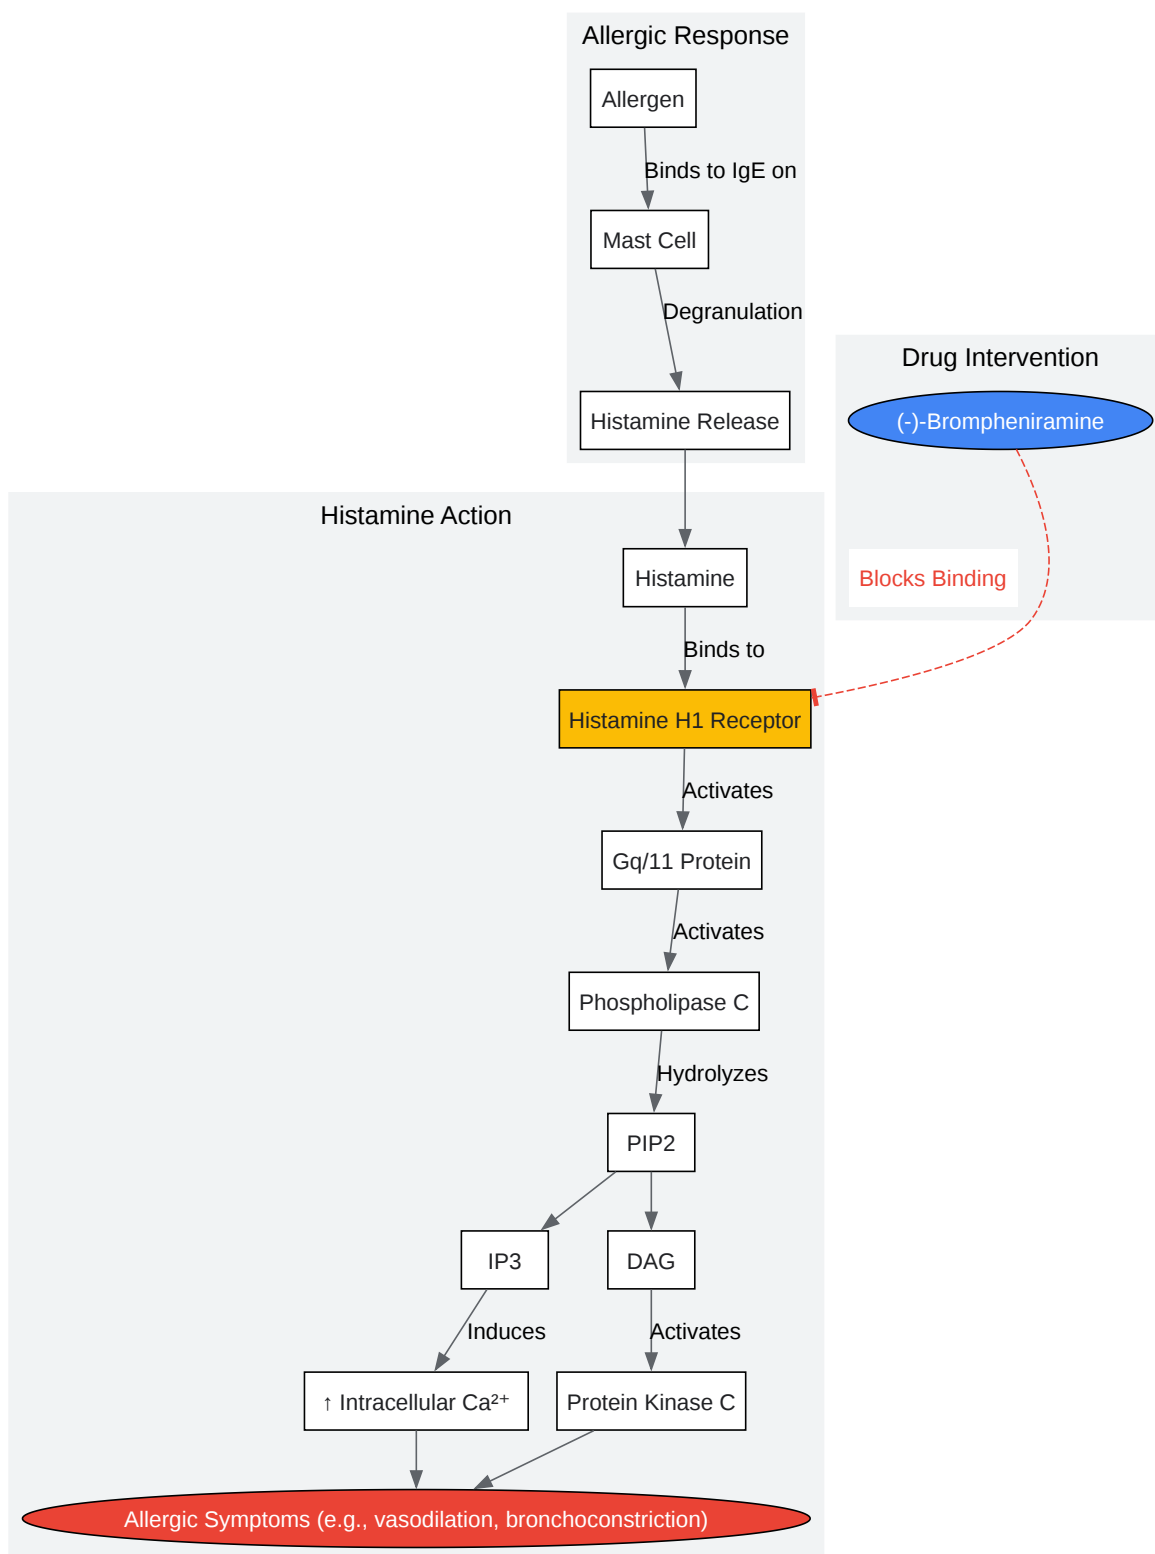 Allergic Response
Allergen
Binds to IgE on
Mast Cell
Degranulation
Histamine Release
Drug Intervention
(-)-Brompheniramine
Blocks Binding
Histamine Action
Histamine
Binds to
Histamine H1 Receptor
Activates
Gq/11 Protein
Activates
Phospholipase C
Hydrolyzes
PIP2
IP3
DAG
Induces
Activates
↑ Intracellular Ca²⁺
Protein Kinase C
Allergic Symptoms (e.g., vasodilation, bronchoconstriction)